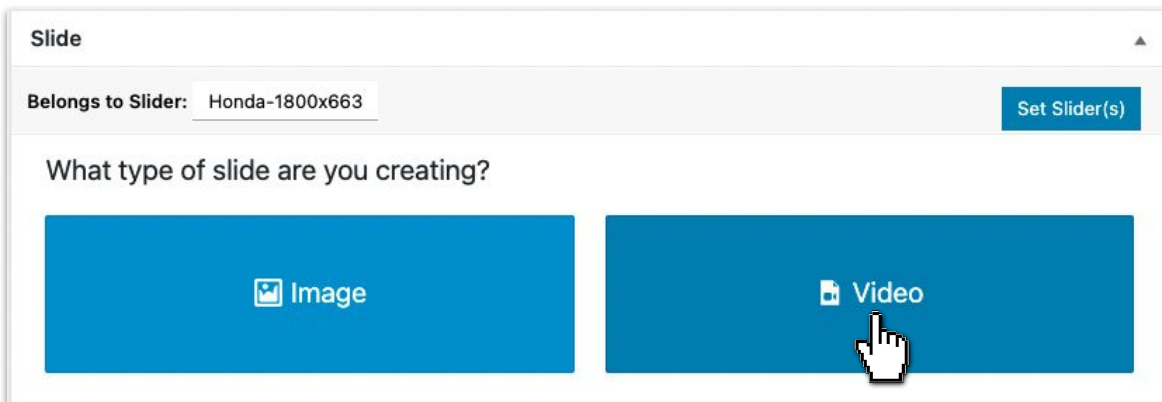 Slide
Belongs to Slider: Honda-1800x663
Set Slider(s)
What type of slide are you creating?
Image
Video